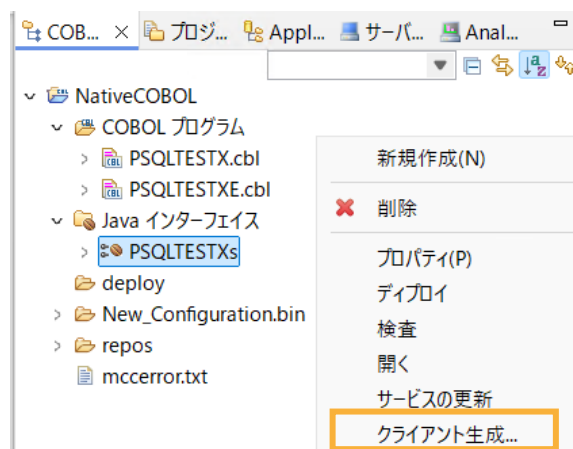 COB... プロジ... Appl... サーバ... Anal...
NativeCOBOL
COBOL プログラム
PSQLTESTX.cbl
PSQLTESTXE.cbl
Java インターフェイス
PSQLTESTXs
deploy
New_Configuration.bin
repos
mccerror.txt
新規作成(N)
削除
プロパティ(P)
ディプロイ
検査
開く
サービスの更新
クライアント生成...